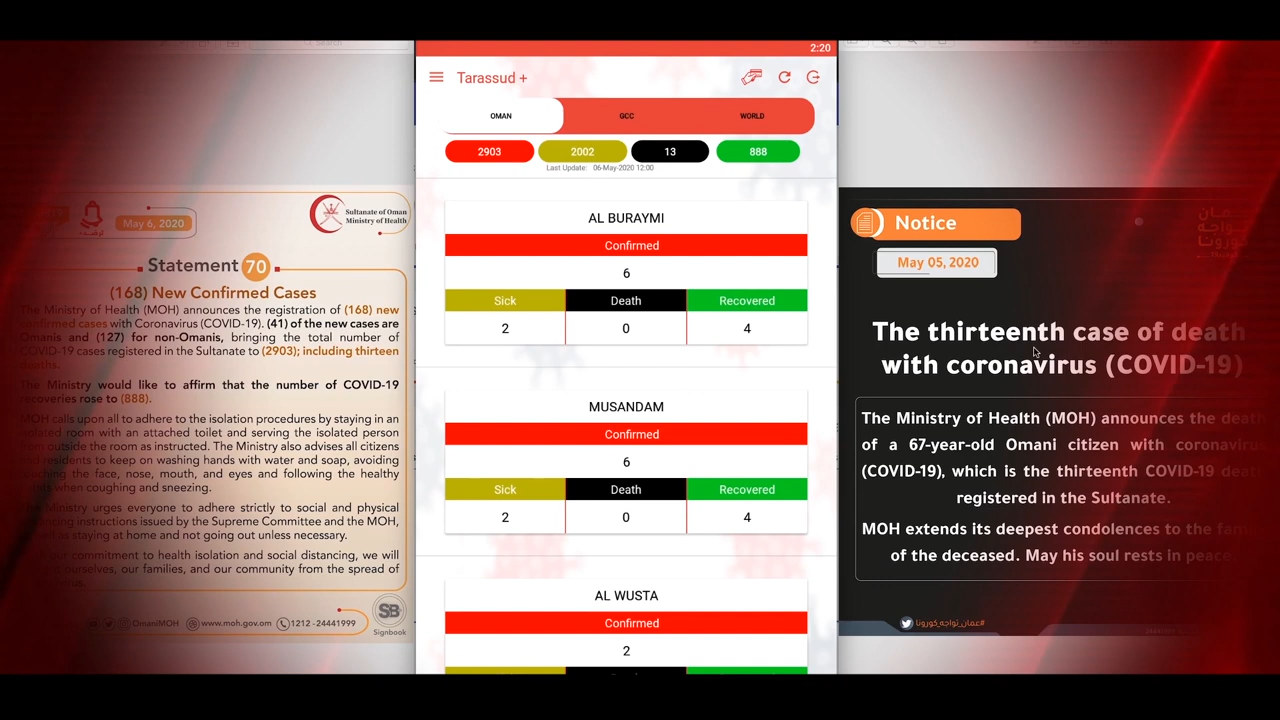 May 6, 2020
Sultanate of Oman
Ministry of Health
Statement 70
(168) New Confirmed Cases
The Ministry of Health (MOH) announces the registration of (168) new
confirmed cases with Coronavirus (COVID-19). (41) of the new cases are
Omanis and (127) for non-Omanis, bringing the total number of
COVID-19 cases registered in the Sultanate to (2903); including thirteen
deaths.
The Ministry would like to affirm that the number of COVID-19
recoveries rose to (888).
MOH calls upon all to adhere to the isolation procedures by staying in an
isolated room with an attached toilet and serving the isolated person
from outside the room as instructed. The Ministry also advises all citizens
and residents to keep on washing hands with water and soap, avoiding
touching the face, nose, mouth, and eyes and following the healthy
when coughing and sneezing.
The Ministry urges everyone to adhere strictly to social and physical
instructions issued by the Supreme Committee and the MOH,
as staying at home and not going out unless necessary.
commitment to health isolation and social distancing, we will
ourselves, our families, and our community from the spread of
OmaniMOH www.moh.gov.om 1212 -24441999
SB
Signbook
2:20
Tarassud +
OMAN GCC WORLD
2903 2002 13 888
Last Update: 06-May-2020 12:00
AL BURAYMI
Confirmed
6
Sick Death Recovered
2 0 4
MUSANDAM
Confirmed
6
Sick Death Recovered
2 0 4
AL WUSTA
Confirmed
2
Search
Notice
عمان
تواجه
كورونا
May 05, 2020
The thirteenth case of death
with coronavirus (COVID-19)
The Ministry of Health (MOH) announces the death
of a 67-year-old Omani citizen with coronavirus
(COVID-19), which is the thirteenth COVID-19 death
registered in the Sultanate.
MOH extends its deepest condolences to the family
of the deceased. May his soul rests in peace
#عمان_تواجه_كورونا